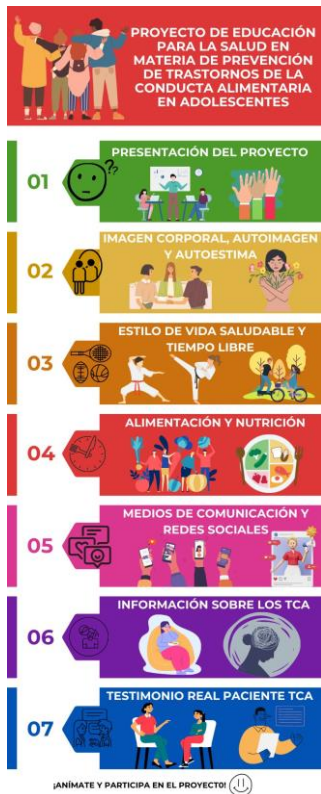 PROYECTO DE EDUCACIÓN
PARA LA SALUD EN
MATERIA DE PREVENCIÓN
DE TRASTORNOS DE LA
CONDUCTA ALIMENTARIA
EN ADOLESCENTES
01
??
PRESENTACIÓN DEL PROYECTO
02
IMAGEN CORPORAL, AUTOIMAGEN
Y AUTOESTIMA
03
ESTILO DE VIDA SALUDABLE Y
TIEMPO LIBRE
04
ALIMENTACIÓN Y NUTRICIÓN
05
MEDIOS DE COMUNICACIÓN Y
REDES SOCIALES
06
INFORMACIÓN SOBRE LOS TCA
07
TESTIMONIO REAL PACIENTE TCA
¡ANÍMATE Y PARTICIPA EN EL PROYECTO!